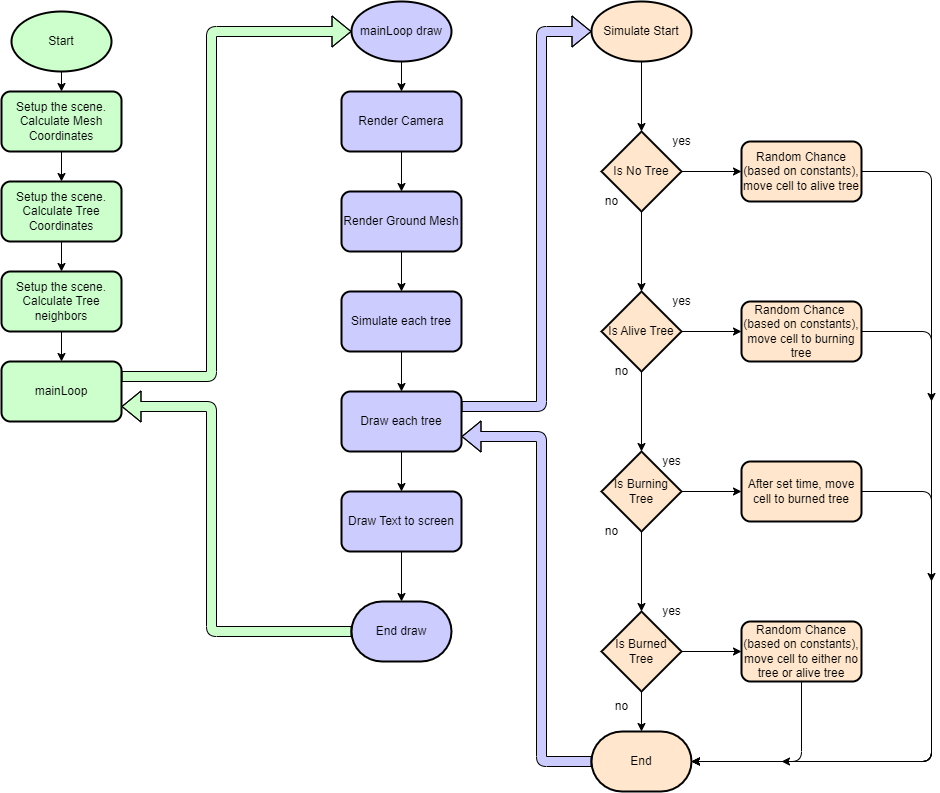 Start
Setup the scene.
Calculate Mesh
Coordinates
Setup the scene.
Calculate Tree
Coordinates
Setup the scene.
Calculate Tree
neighbors
mainLoop
mainLoop draw
Render Camera
Render Ground Mesh
Simulate each tree
Draw each tree
Draw Text to screen
End draw
Simulate Start
Is No Tree
yes
no
Random Chance
(based on constants),
move cell to alive tree
Is Alive Tree
yes
no
Random Chance
(based on constants),
move cell to burning
tree
Is Burning
Tree
yes
no
After set time, move
cell to burned tree
Is Burned
Tree
yes
no
Random Chance
(based on constants),
move cell to either no
tree or alive tree
End